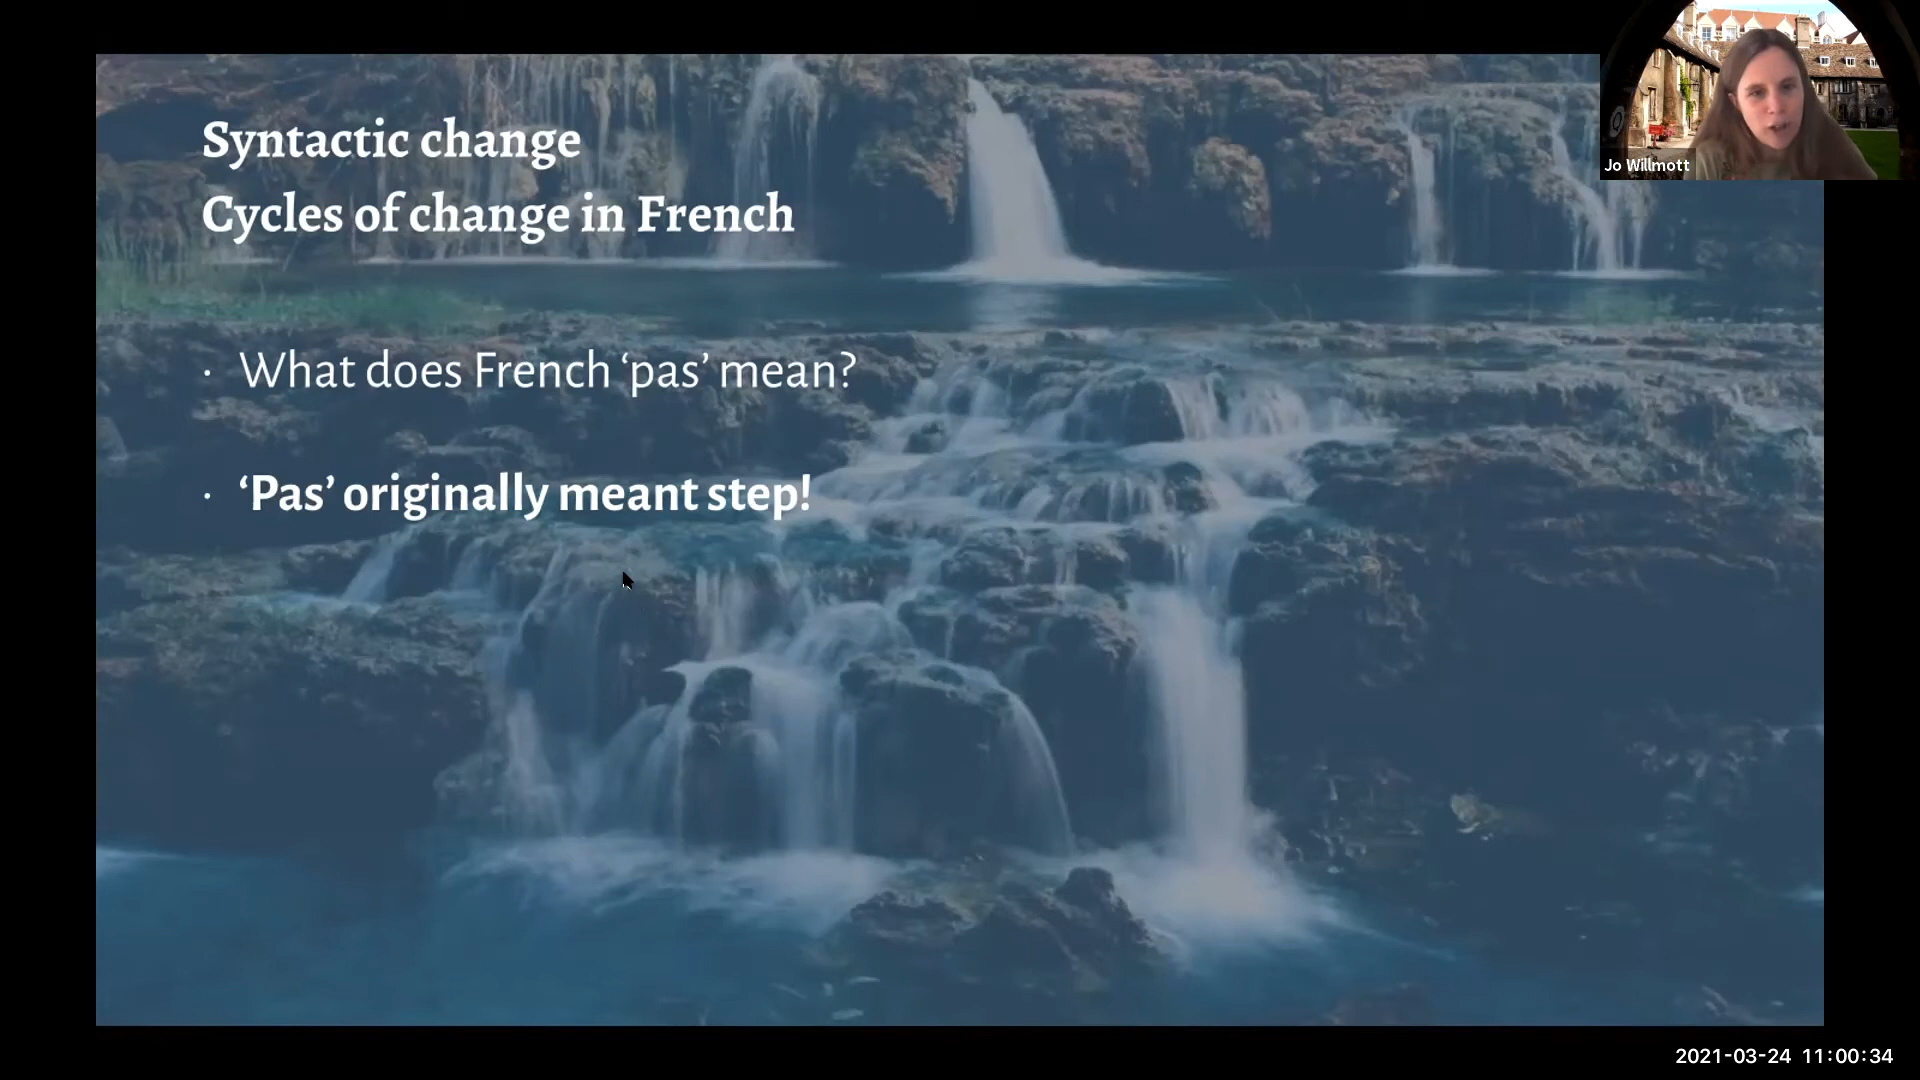 Syntactic change
Cycles of change in French
· What does French ‘pas’ mean?
· ‘Pas’ originally meant step!
Jo Willmott
2021-03-24 11:00:34